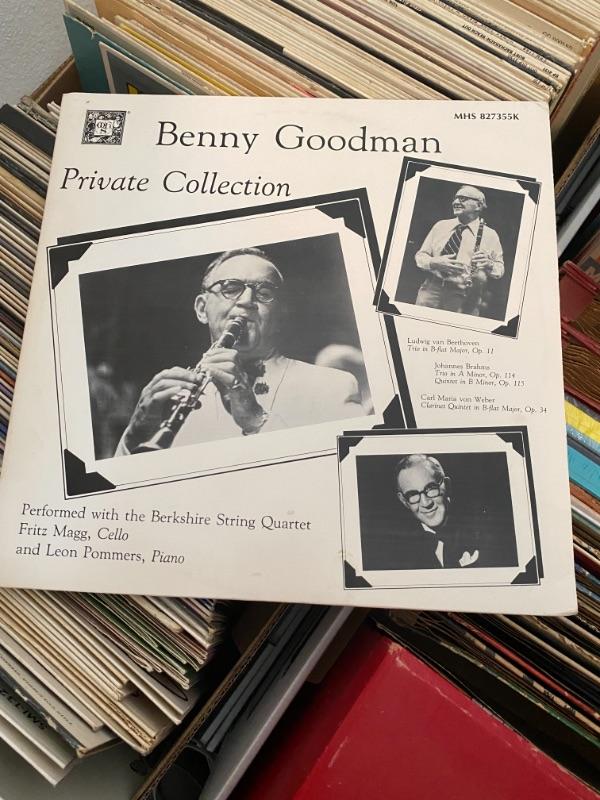 MHS 827355K
Benny Goodman
Private Collection
Ludwig van Beethoven
Trio in B-flat Major, Op. 11
Johannes Brahms
Trio in A Minor, Op. 114
Quintet in B Minor, Op. 115
Carl Maria von Weber
Clarinet Quintet in B-flat Major, Op. 34
Performed with the Berkshire String Quartet
Fritz Magg, Cello
and Leon Pommers, Piano